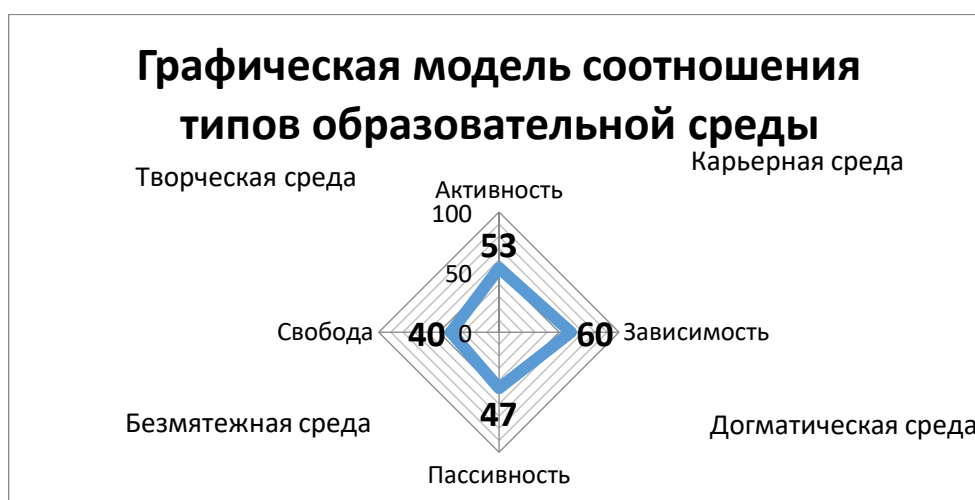 Графическая модель соотношения
типов образовательной среды
Творческая среда
Карьерная среда
Активность
100
53
50
Свобода
40
0
60
Зависимость
47
Безмятежная среда
Догматическая среда
Пассивность